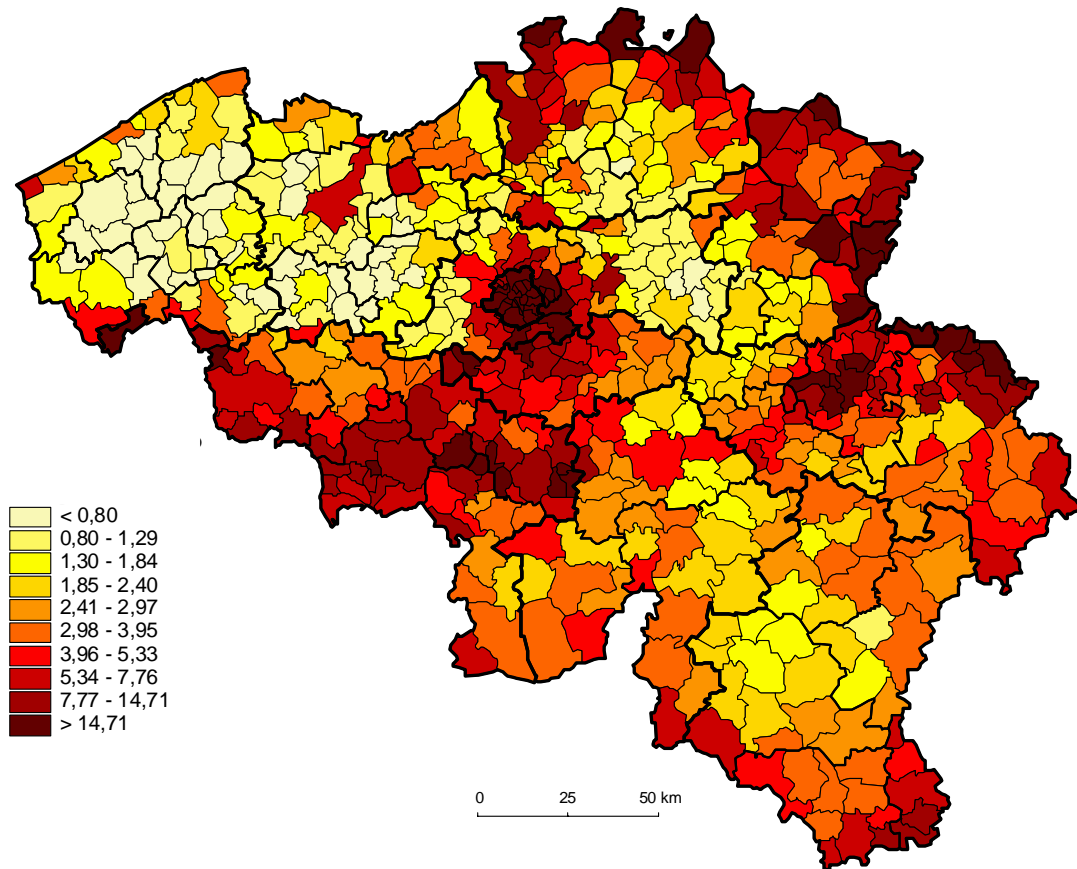 < 0,80
0,80 - 1,29
1,30 - 1,84
1,85 - 2,40
2,41 - 2,97
2,98 - 3,95
3,96 - 5,33
5,34 - 7,76
7,77 - 14,71
> 14,71
0 25 50 km